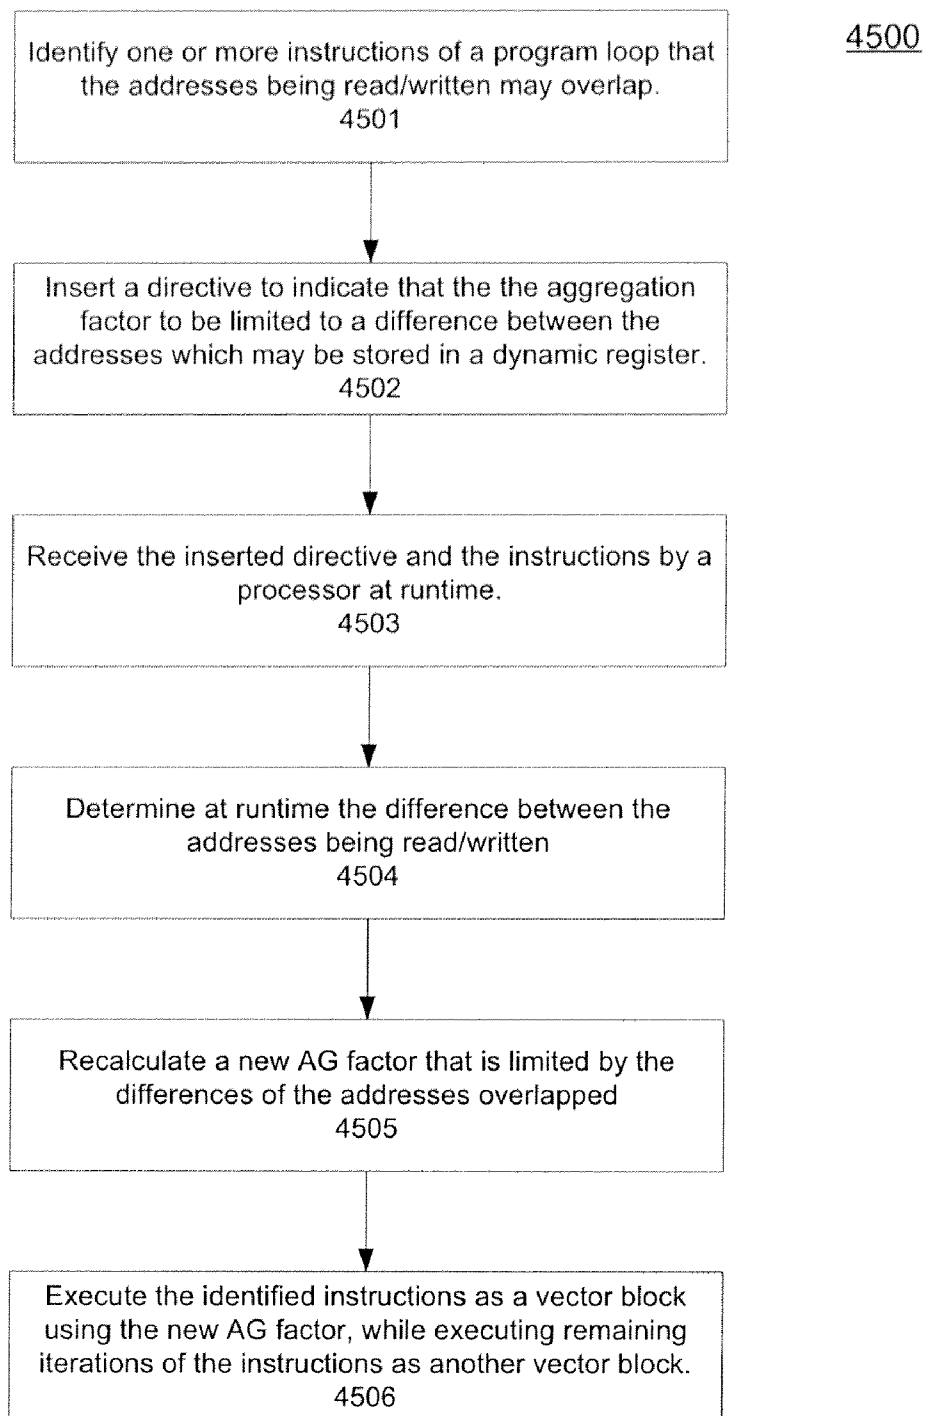 4500
Identify one or more instructions of a program loop that
the addresses being read/written may overlap.
4501
Insert a directive to indicate that the the aggregation
factor to be limited to a difference between the
addresses which may be stored in a dynamic register.
4502
Receive the inserted directive and the instructions by a
processor at runtime.
4503
Determine at runtime the difference between the
addresses being read/written
4504
Recalculate a new AG factor that is limited by the
differences of the addresses overlapped
4505
Execute the identified instructions as a vector block
using the new AG factor, while executing remaining
iterations of the instructions as another vector block.
4506